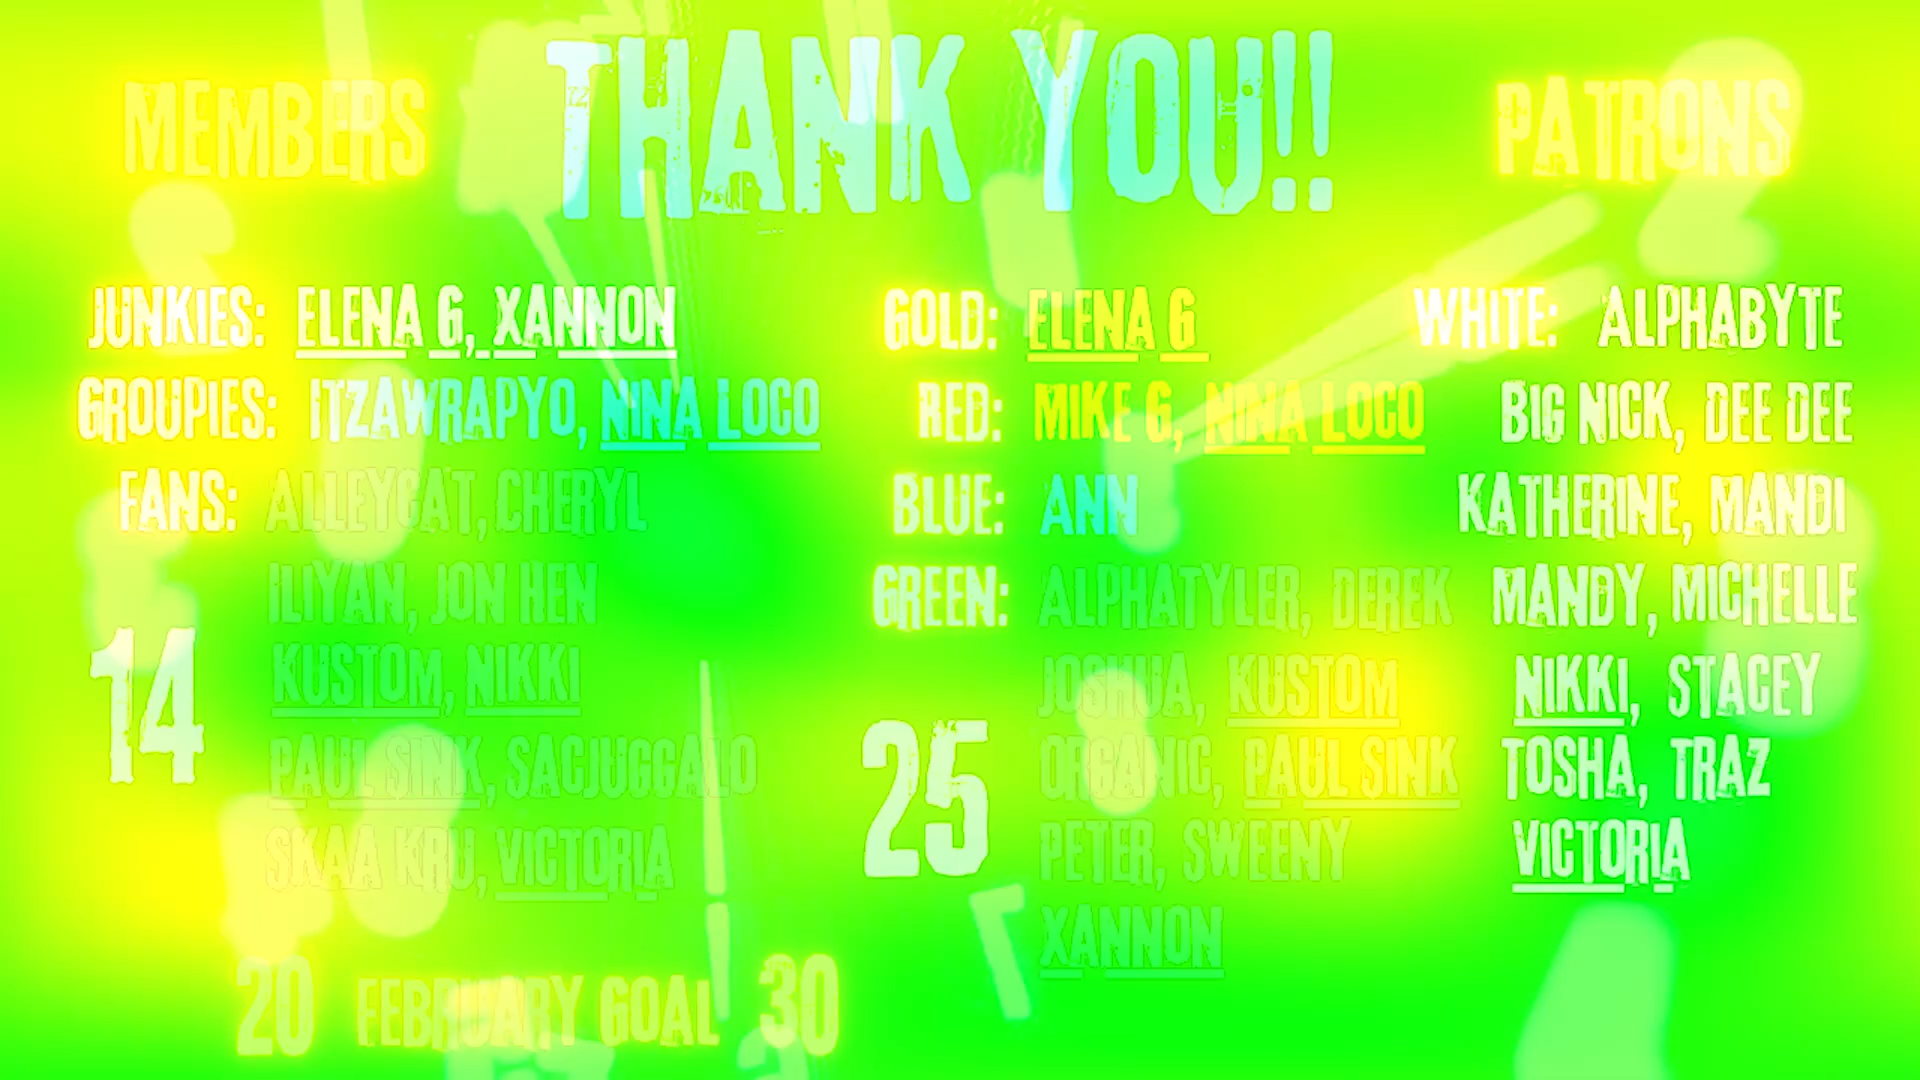 THANK YOU!!
MEMBERS
JUNKIES: ELENA G, XANNON
GROUPIES: ITZAWRAPYO, NINA LOCO
FANS: ALLEYCAT, CHERYL
ILIYAN, JON HEN
KUSTOM, NIKKI
PAUL SINK, SACJUGGALO
SKAA KRU, VICTORIA
14
PATRONS
GOLD: ELENA G
RED: MIKE G, NINA LOCO
BLUE: ANN
GREEN: ALPHATYLER, DEREK
JOSHUA, KUSTOM
ORGANIC, PAUL SINK
PETER, SWEENY
XANNON
25
WHITE: ALPHABYTE
BIG NICK, DEE DEE
KATHERINE, MANDI
MANDY, MICHELLE
NIKKI, STACEY
TOSHA, TRAZ
VICTORIA
20 FEBRUARY GOAL 30